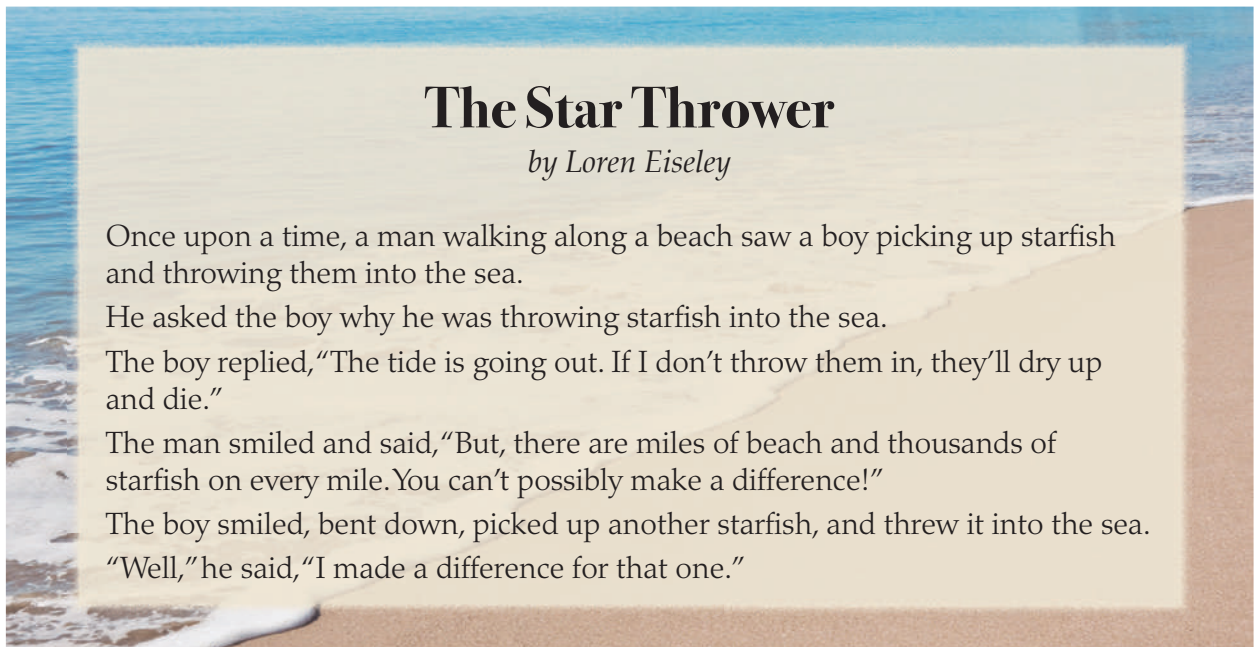 The Star Thrower
by Loren Eiseley
Once upon a time, a man walking along a beach saw a boy picking up starfish
and throwing them into the sea.
He asked the boy why he was throwing starfish into the sea.
The boy replied, “The tide is going out. If I don’t throw them in, they’ll dry up
and die.”
The man smiled and said, “But, there are miles of beach and thousands of
starfish on every mile. You can’t possibly make a difference!”
The boy smiled, bent down, picked up another starfish, and threw it into the sea.
“Well,” he said, “I made a difference for that one.”